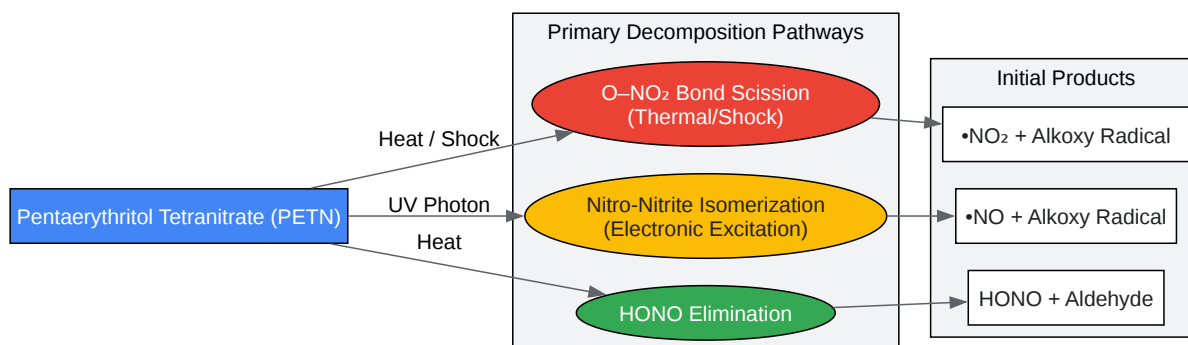 Primary Decomposition Pathways
Initial Products
O–NO₂ Bond Scission
(Thermal/Shock)
•NO₂ + Alkoxy Radical
Heat / Shock
Pentaerythritol Tetranitrate (PETN)
UV Photon
Nitro-Nitrite Isomerization
(Electronic Excitation)
•NO + Alkoxy Radical
Heat
HONO Elimination
HONO + Aldehyde